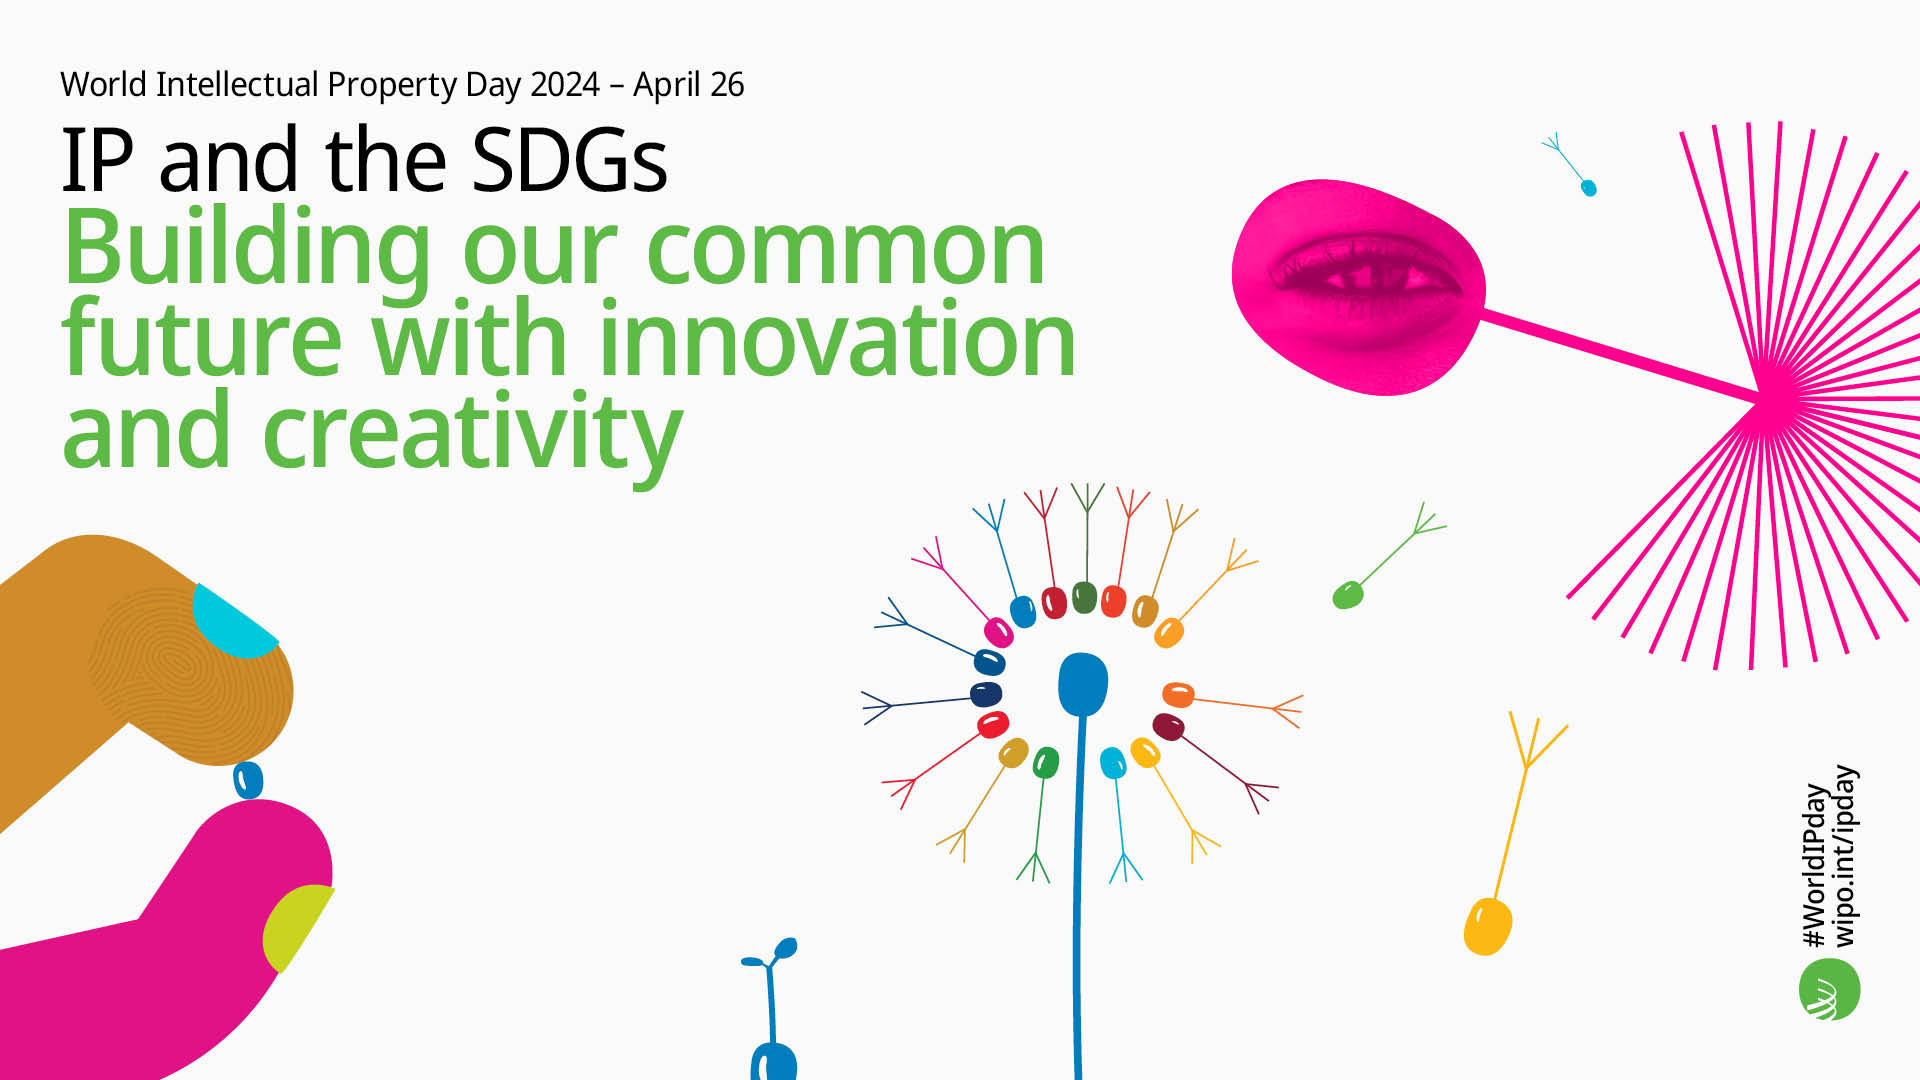 World Intellectual Property Day 2024 – April 26
IP and the SDGs
Building our common
future with innovation
and creativity
#WorldIPday
wipo.int/ipday